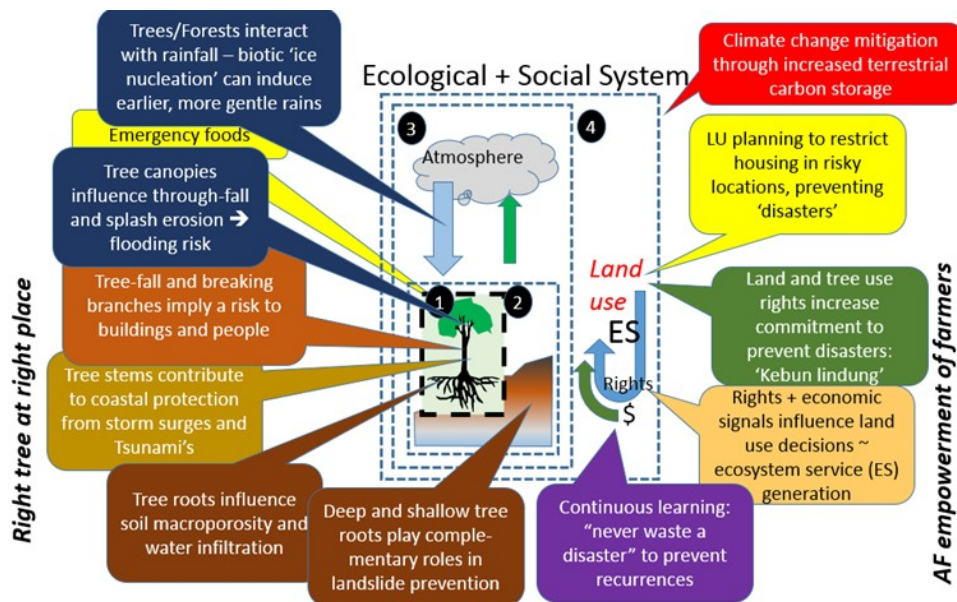 Trees/Forests interact
with rainfall – biotic 'ice
nucleation' can induce
earlier, more gentle rains
Emergency foods
Tree canopies
influence through-fall
and splash erosion ➔
flooding risk
Tree-fall and breaking
branches imply a risk to
buildings and people
Tree stems contribute
to coastal protection
from storm surges and
Tsunami's
Tree roots influence
soil macroporosity and
water infiltration
Deep and shallow tree
roots play comple-
mentary roles in
landslide prevention
Right tree at right place
Ecological + Social System
3
4
Atmosphere
1
2
Land
use
ES
Rights
$
Climate change mitigation
through increased terrestrial
carbon storage
LU planning to restrict
housing in risky
locations, preventing
'disasters'
Land and tree use
rights increase
commitment to
prevent disasters:
'Kebun lindung'
Rights + economic
signals influence land
use decisions ~
ecosystem service (ES)
generation
Continuous learning:
"never waste a
disaster" to prevent
recurrences
AF empowerment of farmers